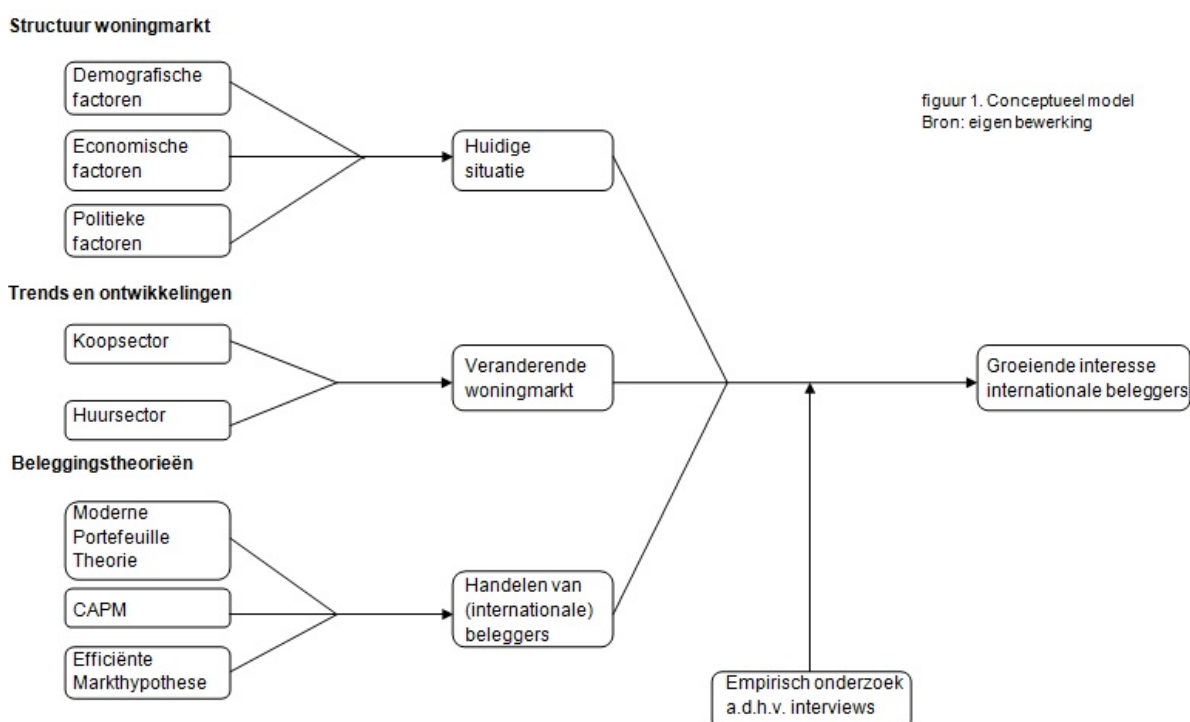 Structuur woningmarkt
Demografische
factoren
Economische
factoren
Politieke
factoren
Huidige
situatie
figuur 1. Conceptueel model
Bron: eigen bewerking
Trends en ontwikkelingen
Koopsector
Huursector
Veranderende
woningmarkt
Groeiende interesse
internationale beleggers
Beleggingstheorieën
Moderne
Portefeuille
Theorie
CAPM
Efficiënte
Markthypothese
Handelen van
(internationale)
beleggers
Empirisch onderzoek
a.d.h.v. interviews